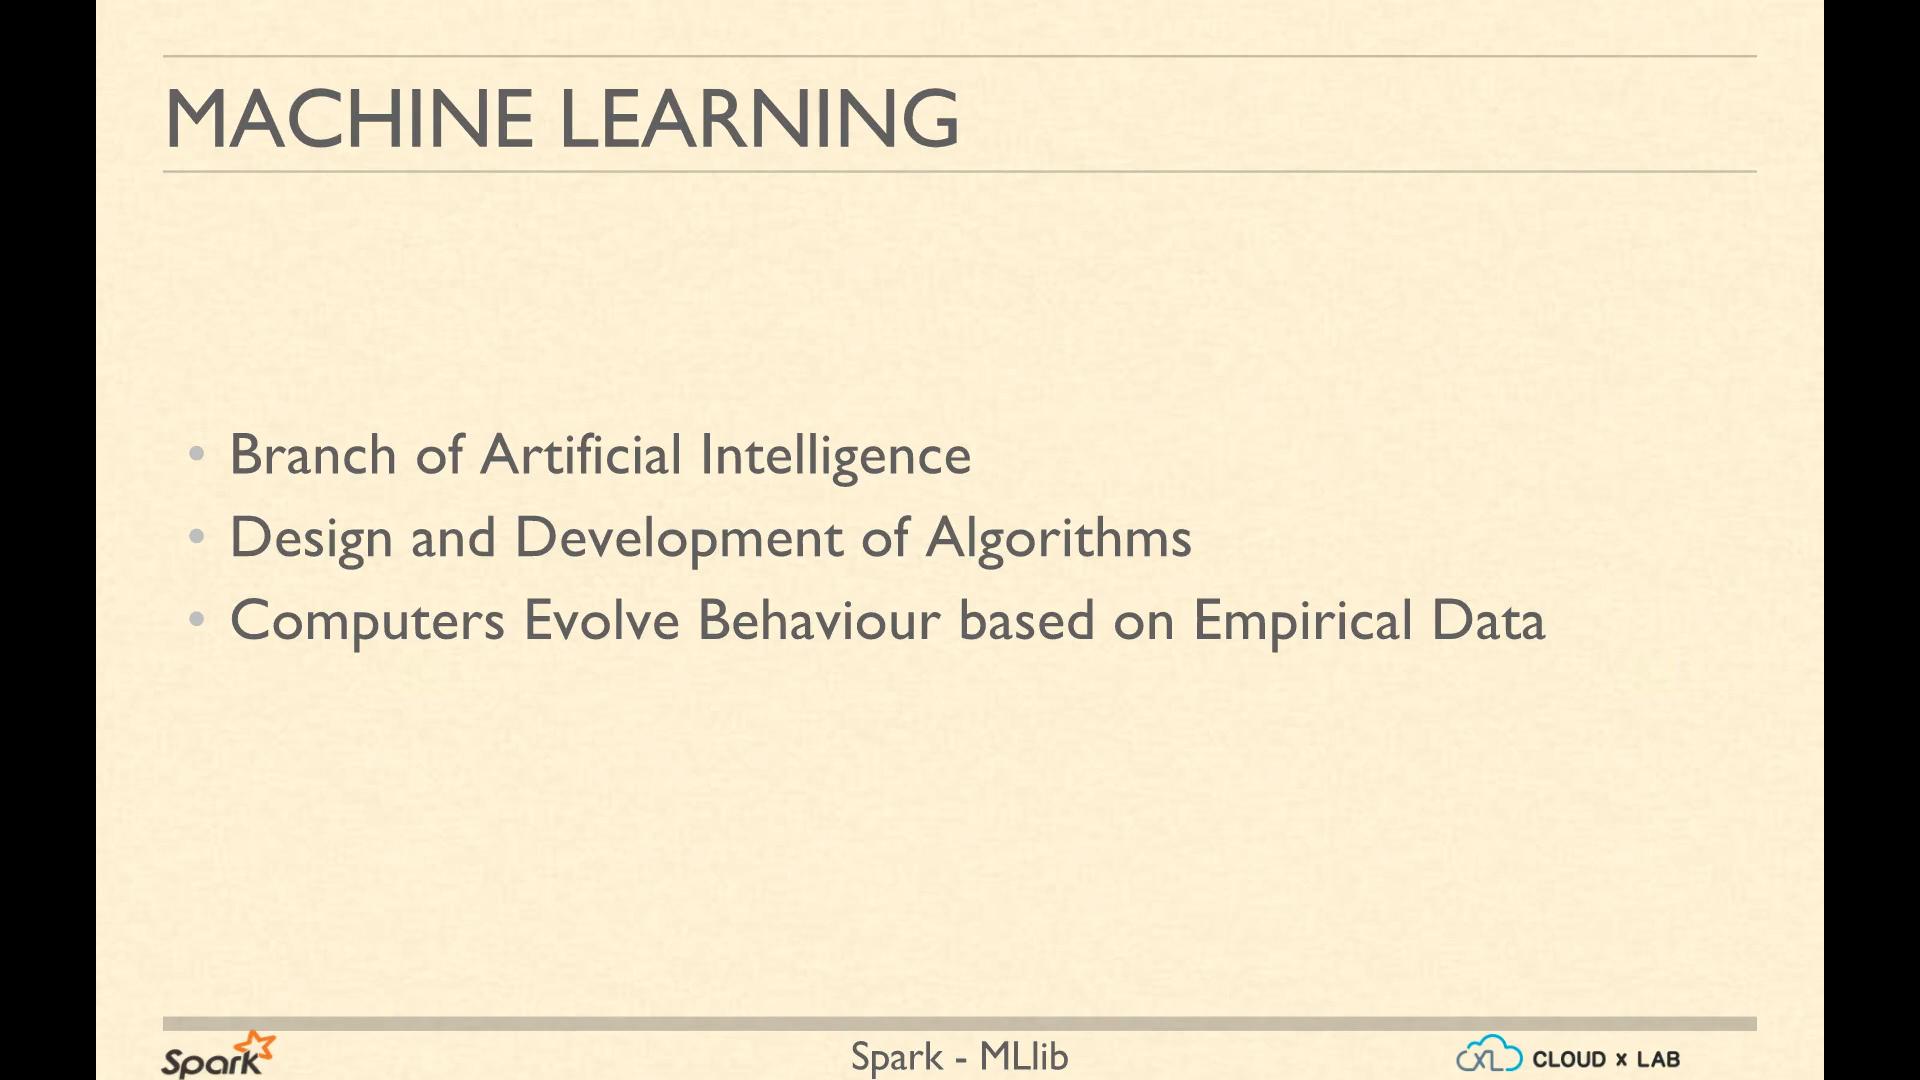 MACHINE LEARNING
• Branch of Artificial Intelligence
• Design and Development of Algorithms
• Computers Evolve Behaviour based on Empirical Data
Spark
Spark - MLlib
CXL CLOUD x LAB